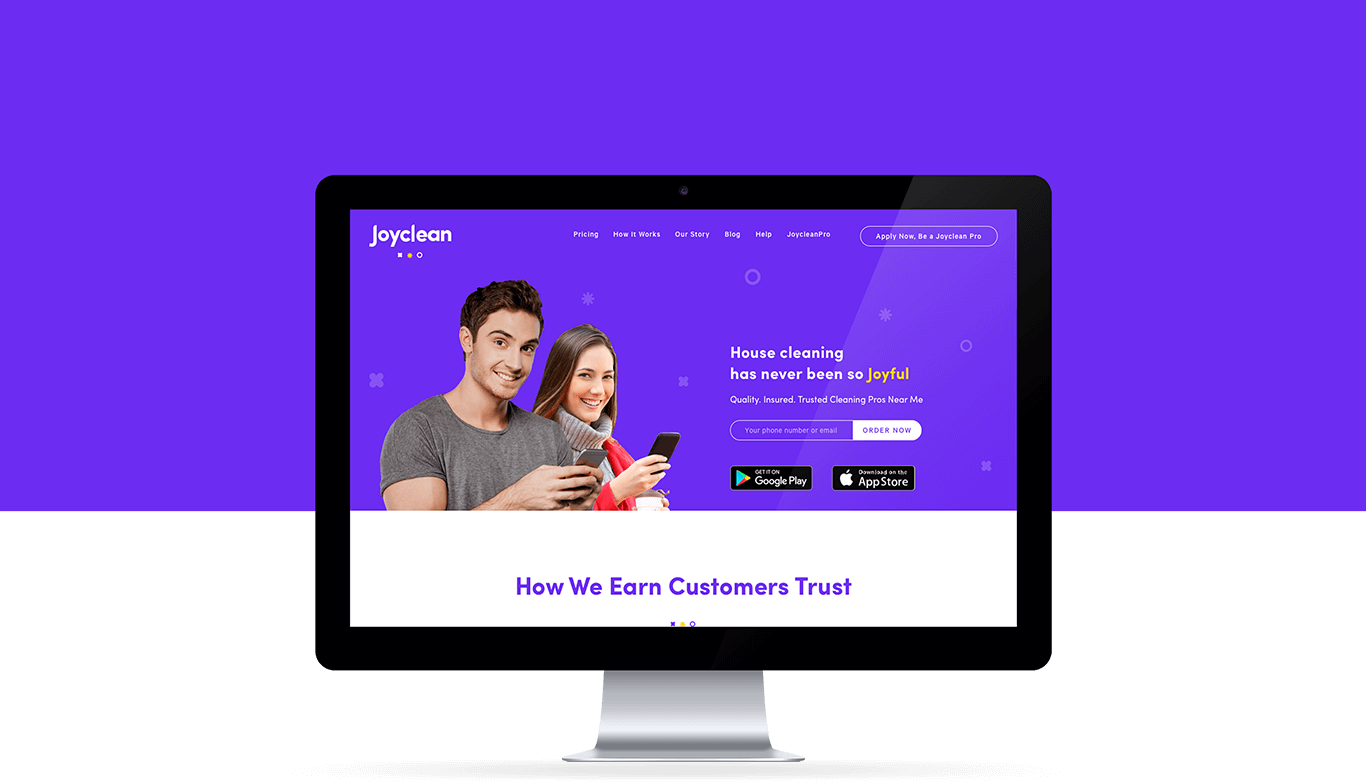 Joyclean
Pricing
How It Works
Our Story
Blog
Help
JoycleanPro
Apply Now, Be a Joyclean Pro
House cleaning
has never been so Joyful
Quality. Insured. Trusted Cleaning Pros Near Me
Your phone number or email
ORDER NOW
GET IT ON
Google Play
Download on the
App Store
How We Earn Customers Trust